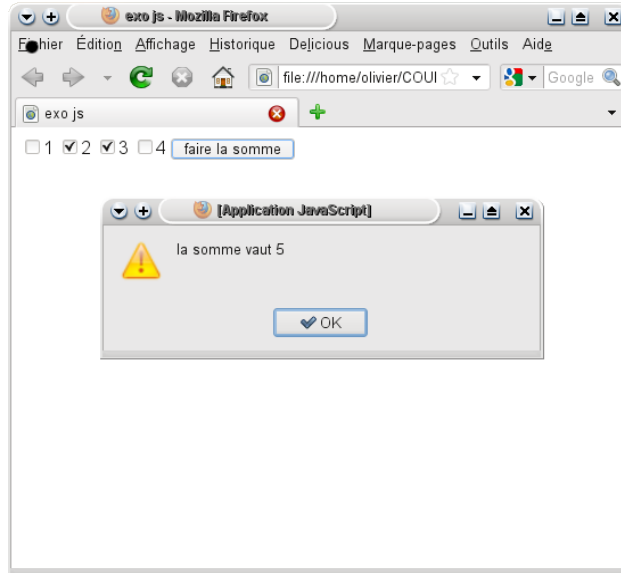 exo js - Mozilla Firefox
Édition Affichage Historique Delicious Marque-pages Outils Aide
file:///home/olivier/COUI
Google
exo js
1 2 3 4 faire la somme
[Application JavaScript]
la somme vaut 5
OK